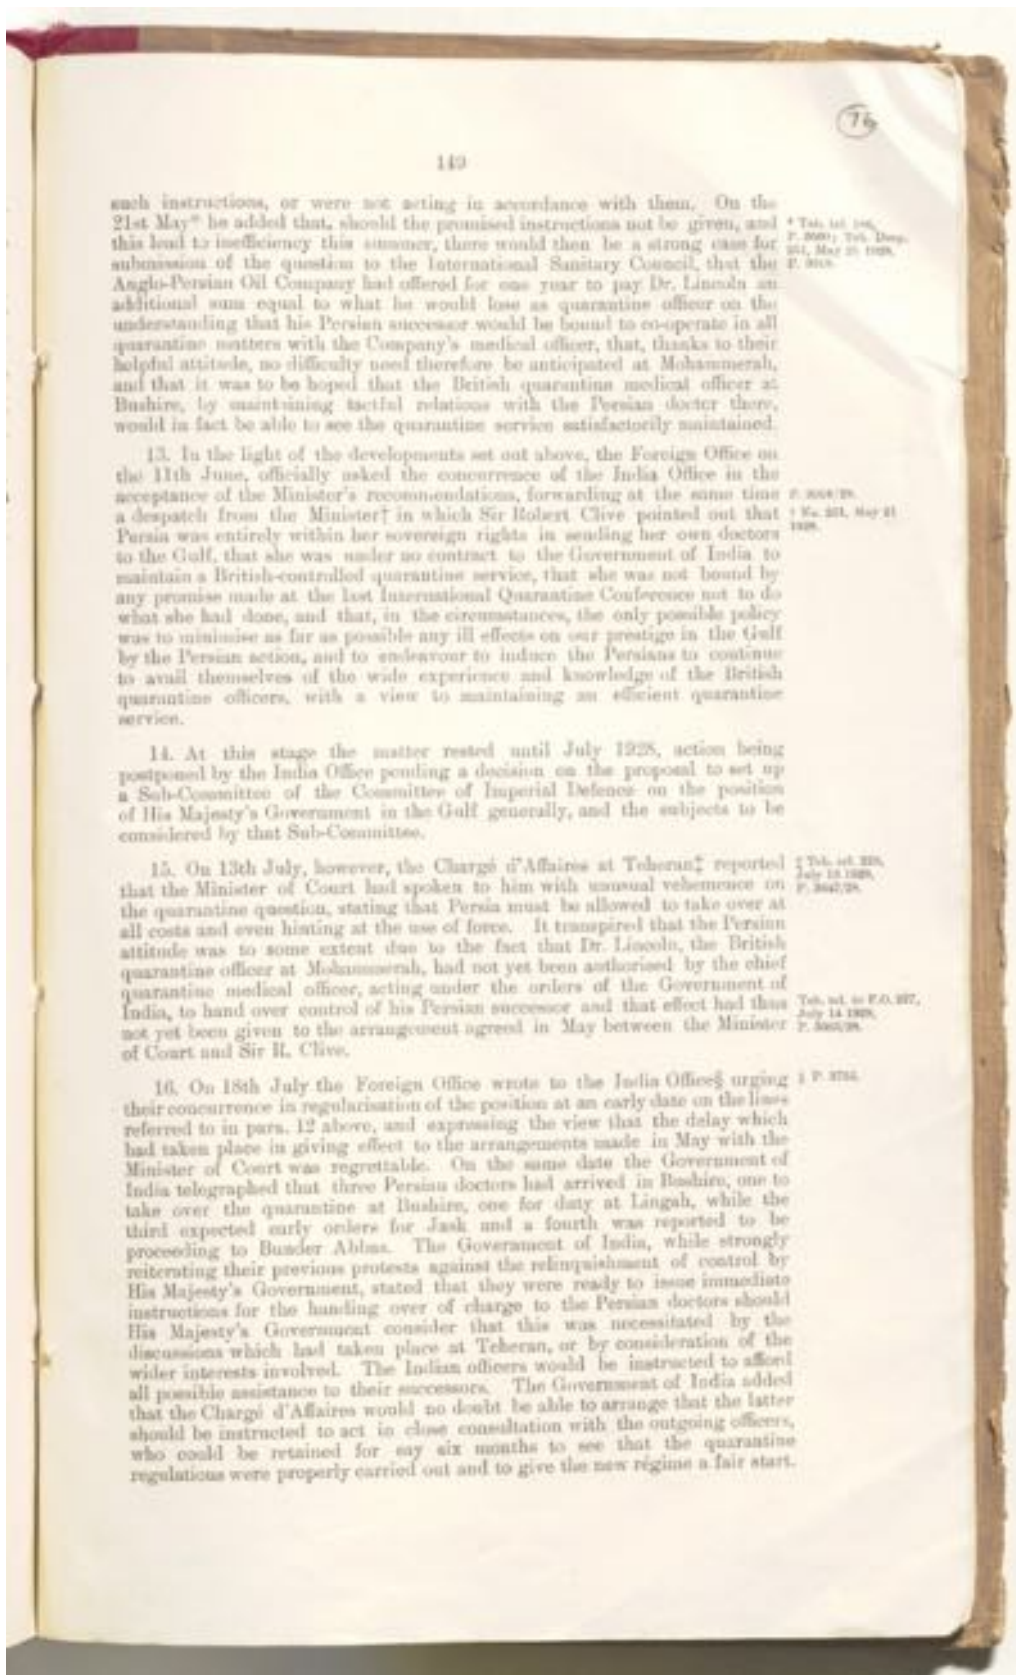 76
149
such instructions, or were not acting in accordance with them. On the
21st May* he added that, should the promised instructions not be given, and
this lead to inefficiency this summer, there would then be a strong case for
submission of the question to the International Sanitary Council, that the
Anglo-Persian Oil Company had offered for one year to pay Dr. Lincoln an
additional sum equal to what he would lose as quarantine officer on the
understanding that his Persian successor would be bound to co-operate in all
quarantine matters with the Company's medical officer, that, thanks to their
helpful attitude, no difficulty need therefore be anticipated at Mohammerah,
and that it was to be hoped that the British quarantine medical officer at
Bushire, by maintaining tactful relations with the Persian doctor there,
would in fact be able to see the quarantine service satisfactorily maintained.
* Teh. tel.
Teh. Desp.
251, May 21 1928,
13. In the light of the developments set out above, the Foreign Office on
the 11th June, officially asked the concurrence of the India Office in the
acceptance of the Minister's recommendations, forwarding at the same time
a despatch from the Minister† in which Sir Robert Clive pointed out that
Persia was entirely within her sovereign rights in sending her own doctors
to the Gulf, that she was under no contract to the Government of India to
maintain a British-controlled quarantine service, that she was not bound by
any promise made at the last International Quarantine Conference not to do
what she had done, and that, in the circumstances, the only possible policy
was to minimise as far as possible any ill effects on our prestige in the Gulf
by the Persian action, and to endeavour to induce the Persians to continue
to avail themselves of the wide experience and knowledge of the British
quarantine officers, with a view to maintaining an efficient quarantine
service.
† No. 251, May 21
1928.
14. At this stage the matter rested until July 1928, action being
postponed by the India Office pending a decision on the proposal to set up
a Sub-Committee of the Committee of Imperial Defence on the position
of His Majesty's Government in the Gulf generally, and the subjects to be
considered by that Sub-Committee.
15. On 13th July, however, the Chargé d'Affaires at Teheran‡ reported
that the Minister of Court had spoken to him with unusual vehemence on
the quarantine question, stating that Persia must be allowed to take over at
all costs and even hinting at the use of force. It transpired that the Persian
attitude was to some extent due to the fact that Dr. Lincoln, the British
quarantine officer at Mohammerah, had not yet been authorised by the chief
quarantine medical officer, acting under the orders of the Government of
India, to hand over control of his Persian successor and that effect had thus
not yet been given to the arrangement agreed in May between the Minister
of Court and Sir R. Clive.
‡ Teh. tel.
July 13 1928,
Teh. tel. to F.O.
July 14 1928,
16. On 18th July the Foreign Office wrote to the India Office§ urging
their concurrence in regularisation of the position at an early date on the lines
referred to in para. 12 above, and expressing the view that the delay which
had taken place in giving effect to the arrangements made in May with the
Minister of Court was regrettable. On the same date the Government of
India telegraphed that three Persian doctors had arrived in Bushire, one to
take over the quarantine at Bushire, one for duty at Lingah, while the
third expected early orders for Jask and a fourth was reported to be
proceeding to Bunder Abbas. The Government of India, while strongly
reiterating their previous protests against the relinquishment of control by
His Majesty's Government, stated that they were ready to issue immediate
instructions for the handing over of charge to the Persian doctors should
His Majesty's Government consider that this was necessitated by the
discussions which had taken place at Teheran, or by consideration of the
wider interests involved. The Indian officers would be instructed to afford
all possible assistance to their successors. The Government of India added
that the Chargé d'Affaires would no doubt be able to arrange that the latter
should be instructed to act in close consultation with the outgoing officers,
who could be retained for say six months to see that the quarantine
regulations were properly carried out and to give the new régime a fair start.
§ P.